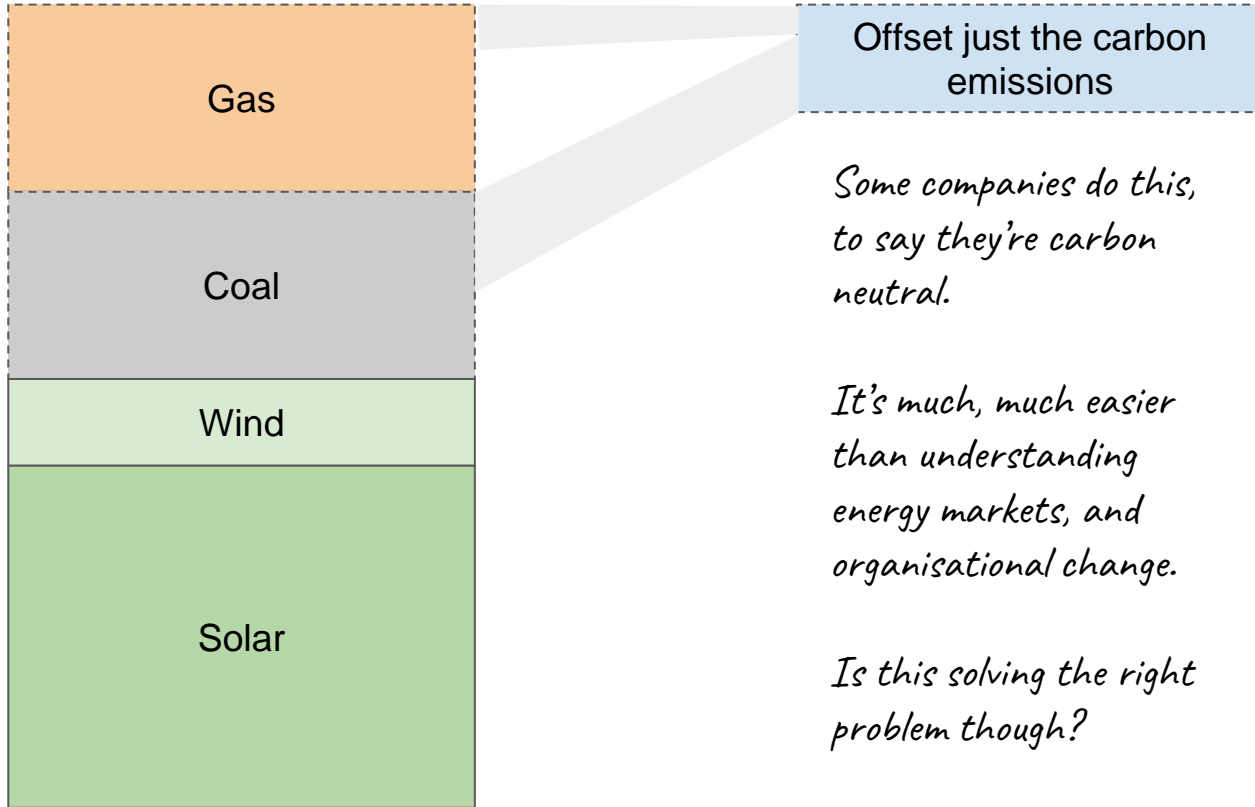 Gas
Coal
Wind
Solar
Offset just the carbon
emissions
Some companies do this,
to say they're carbon
neutral.
It's much, much easier
than understanding
energy markets, and
organisational change.
Is this solving the right
problem though?